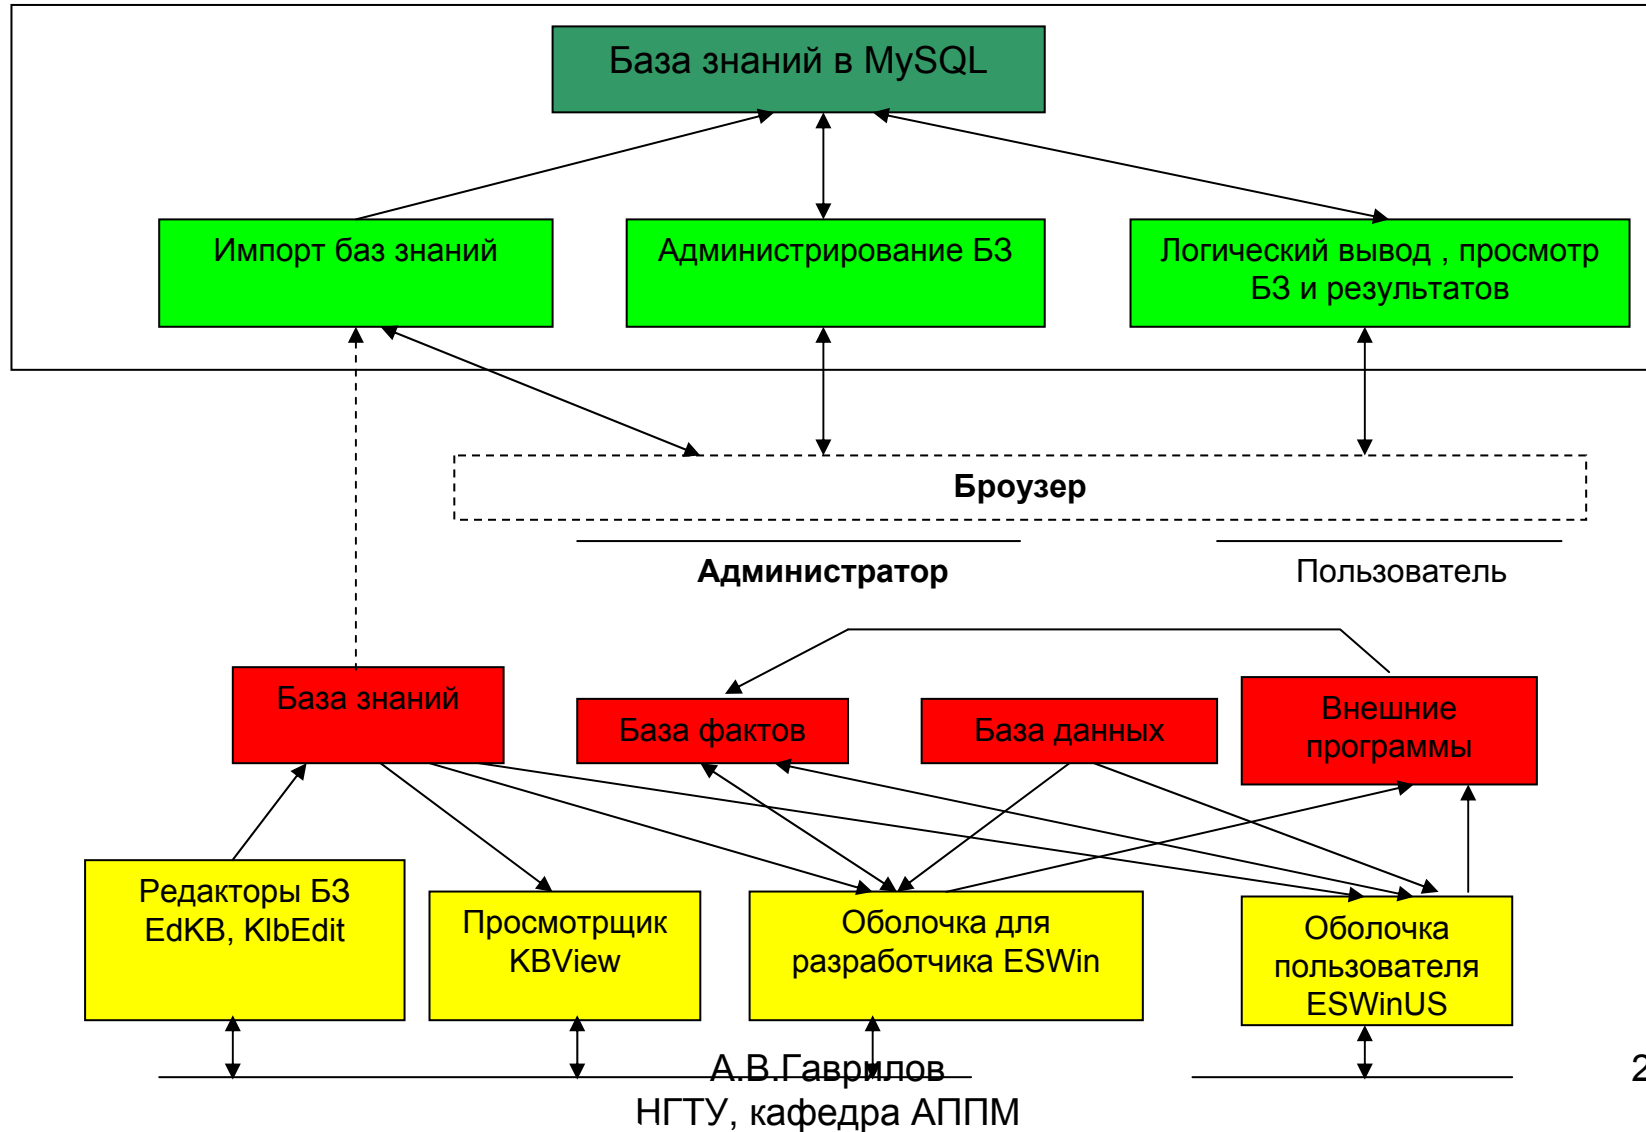 База знаний в MySQL
Импорт баз знаний
Администрирование БЗ
Логический вывод , просмотр
БЗ и результатов
Броузер
Администратор
Пользователь
База знаний
База фактов
База данных
Внешние
программы
Редакторы БЗ
EdKB, KlbEdit
Просмотрщик
KBView
Оболочка для
разработчика ESWin
Оболочка
пользователя
ESWinUS
А.В.Гаврилов
НГТУ, кафедра АППМ
2